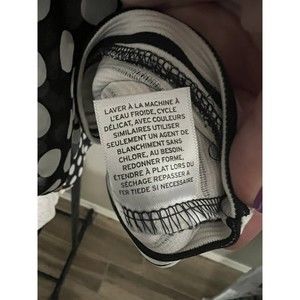 LAVER À LA MACHINE À
L'EAU FROIDE, CYCLE
DÉLICAT, AVEC COULEURS
SIMILAIRES UTILISER
SEULEMENT UN AGENT DE
BLANCHIMENT SANS
CHLORE, AU BESOIN.
REDONNER FORME,
ÉTENDRE À PLAT LORS DU
SÉCHAGE REPASSER A
FER TIEDE SI NECESSAIRE